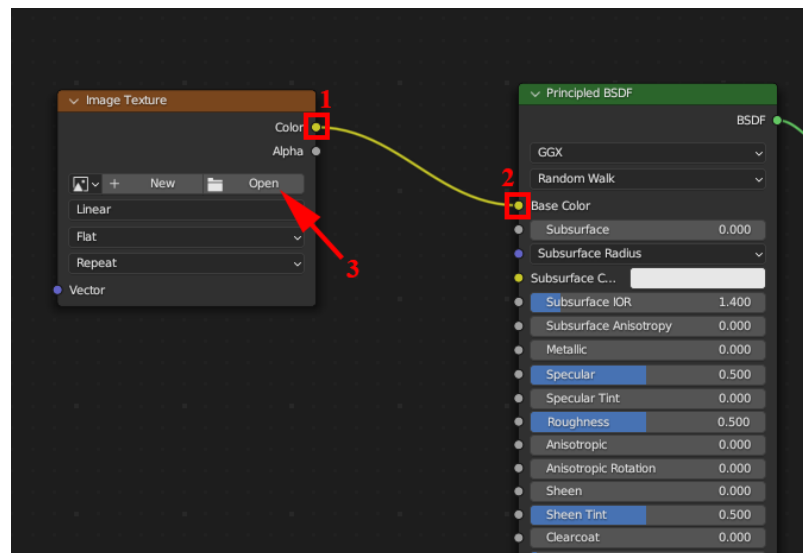 Image Texture
1
Color
Alpha
New
Open
Linear
Flat
Repeat
3
Vector
Principled BSDF
BSDF
GGX
Random Walk
2
Base Color
Subsurface 0.000
Subsurface Radius
Subsurface C...
Subsurface IOR 1.400
Subsurface Anisotropy 0.000
Metallic 0.000
Specular 0.500
Specular Tint 0.000
Roughness 0.500
Anisotropic 0.000
Anisotropic Rotation 0.000
Sheen 0.000
Sheen Tint 0.500
Clearcoat 0.000